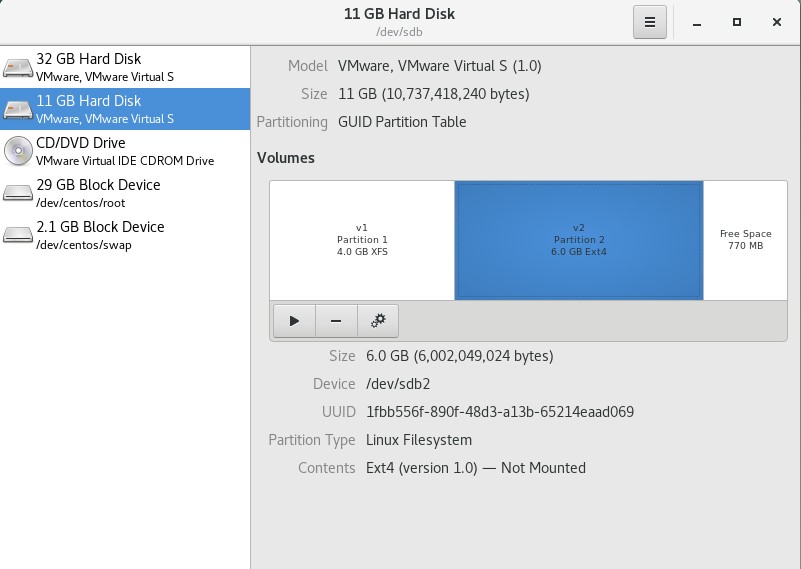 11 GB Hard Disk
/dev/sdb
32 GB Hard Disk
VMware, VMware Virtual S
11 GB Hard Disk
VMware, VMware Virtual S
CD/DVD Drive
VMware Virtual IDE CDROM Drive
29 GB Block Device
/dev/centos/root
2.1 GB Block Device
/dev/centos/swap
Model VMware, VMware Virtual S (1.0)
Size 11 GB (10,737,418,240 bytes)
Partitioning GUID Partition Table
Volumes
v1
Partition 1
4.0 GB XFS
v2
Partition 2
6.0 GB Ext4
Free Space
770 MB
Size 6.0 GB (6,002,049,024 bytes)
Device /dev/sdb2
UUID 1fbb556f-890f-48d3-a13b-65214eaad069
Partition Type Linux Filesystem
Contents Ext4 (version 1.0) — Not Mounted